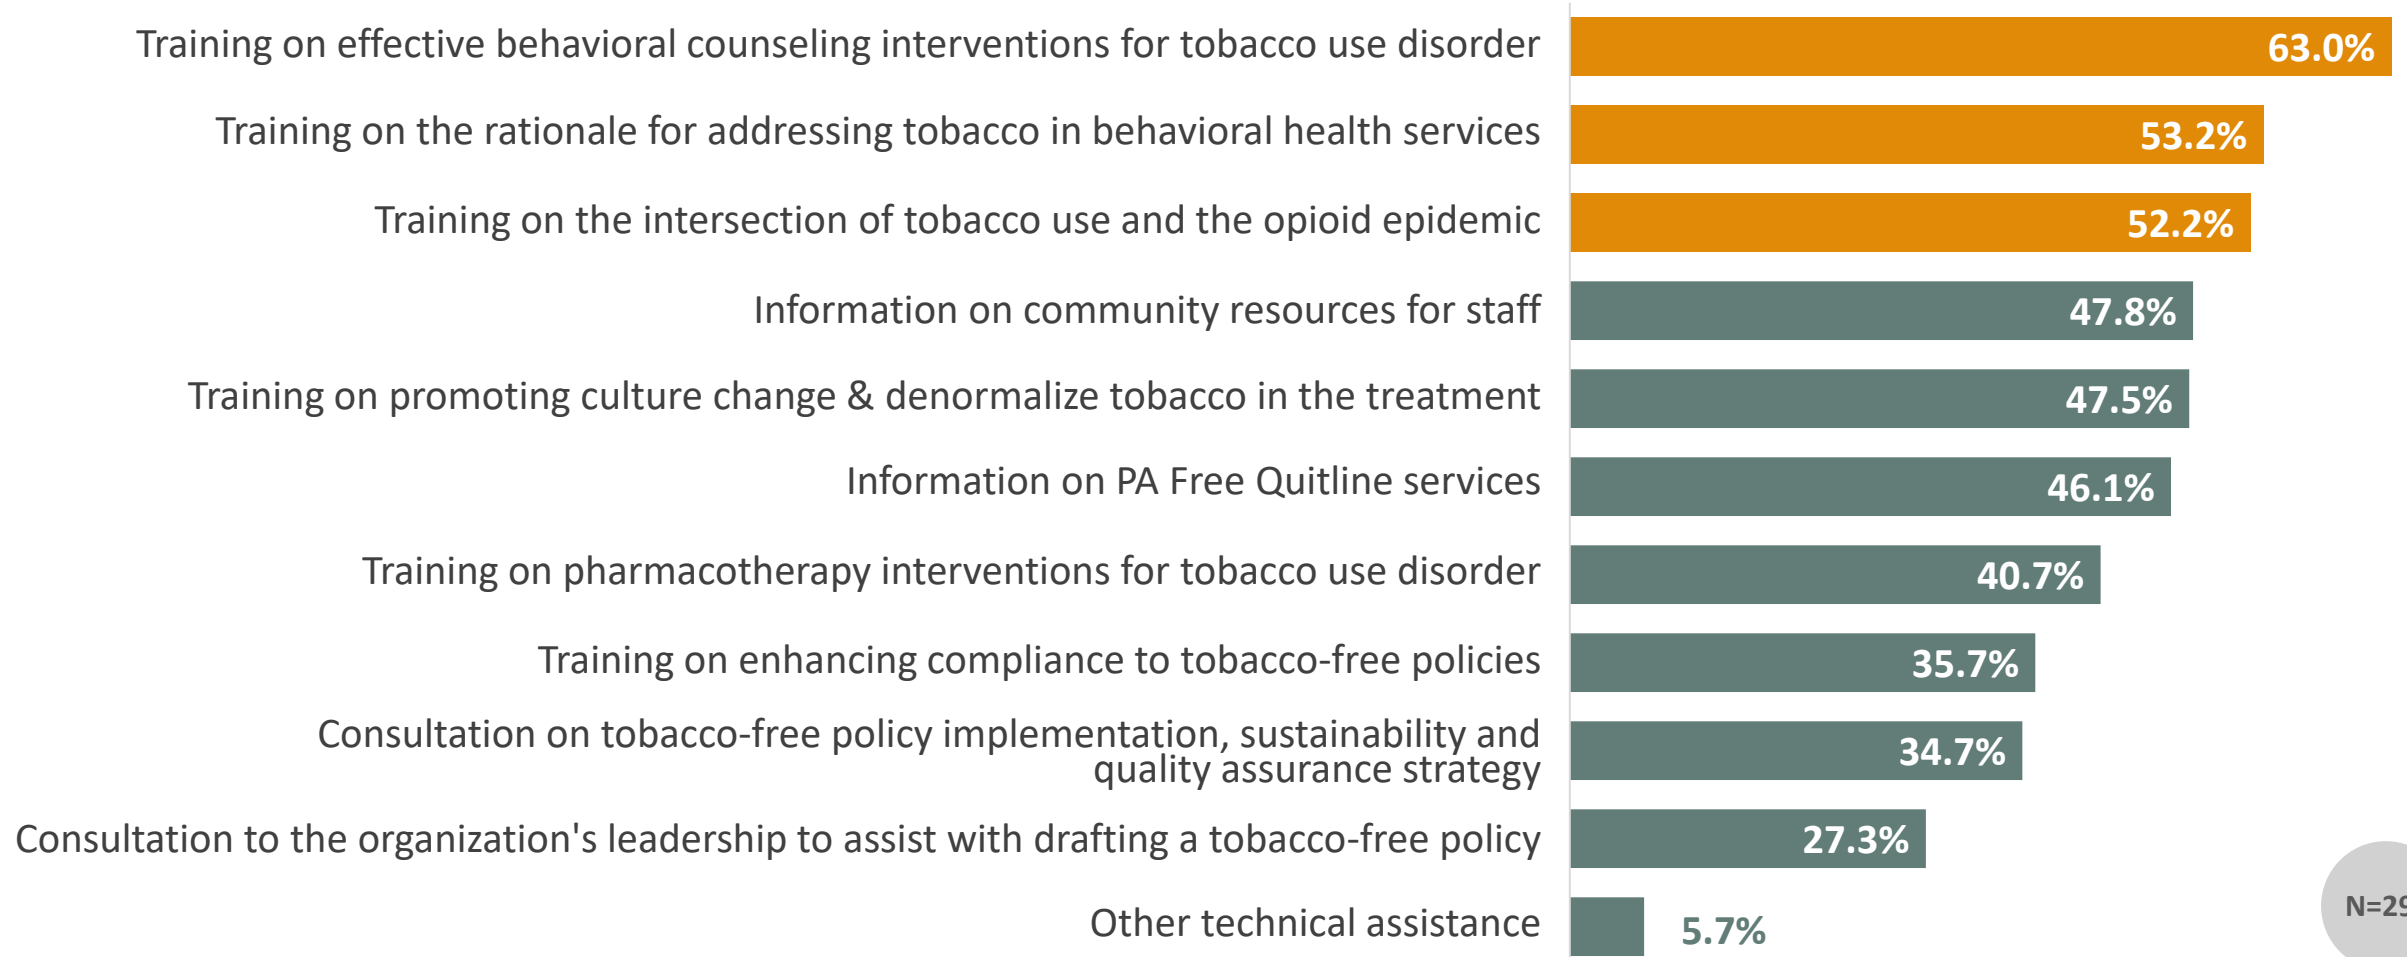 Training on effective behavioral counseling interventions for tobacco use disorder 63.0%
Training on the rationale for addressing tobacco in behavioral health services 53.2%
Training on the intersection of tobacco use and the opioid epidemic 52.2%
Information on community resources for staff 47.8%
Training on promoting culture change & denormalize tobacco in the treatment 47.5%
Information on PA Free Quitline services 46.1%
Training on pharmacotherapy interventions for tobacco use disorder 40.7%
Training on enhancing compliance to tobacco-free policies 35.7%
Consultation on tobacco-free policy implementation, sustainability and
quality assurance strategy 34.7%
Consultation to the organization's leadership to assist with drafting a tobacco-free policy 27.3%
Other technical assistance 5.7%